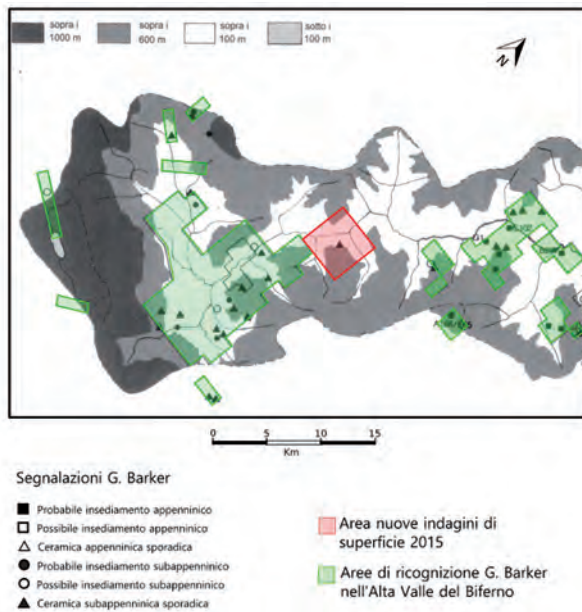 sopra i
1000 m
sopra i
600 m
sopra i
100 m
sotto i
100 m
N
0 5 10 15
Km
Segnalazioni G. Barker
Probabile insediamento appenninico
Possibile insediamento appenninico
Ceramica appenninica sporadica
Probabile insediamento subappenninico
Possibile insediamento subappenninico
Ceramica subappenninica sporadica
Area nuove indagini di
superficie 2015
Aree di ricognizione G. Barker
nell'Alta Valle del Biferno